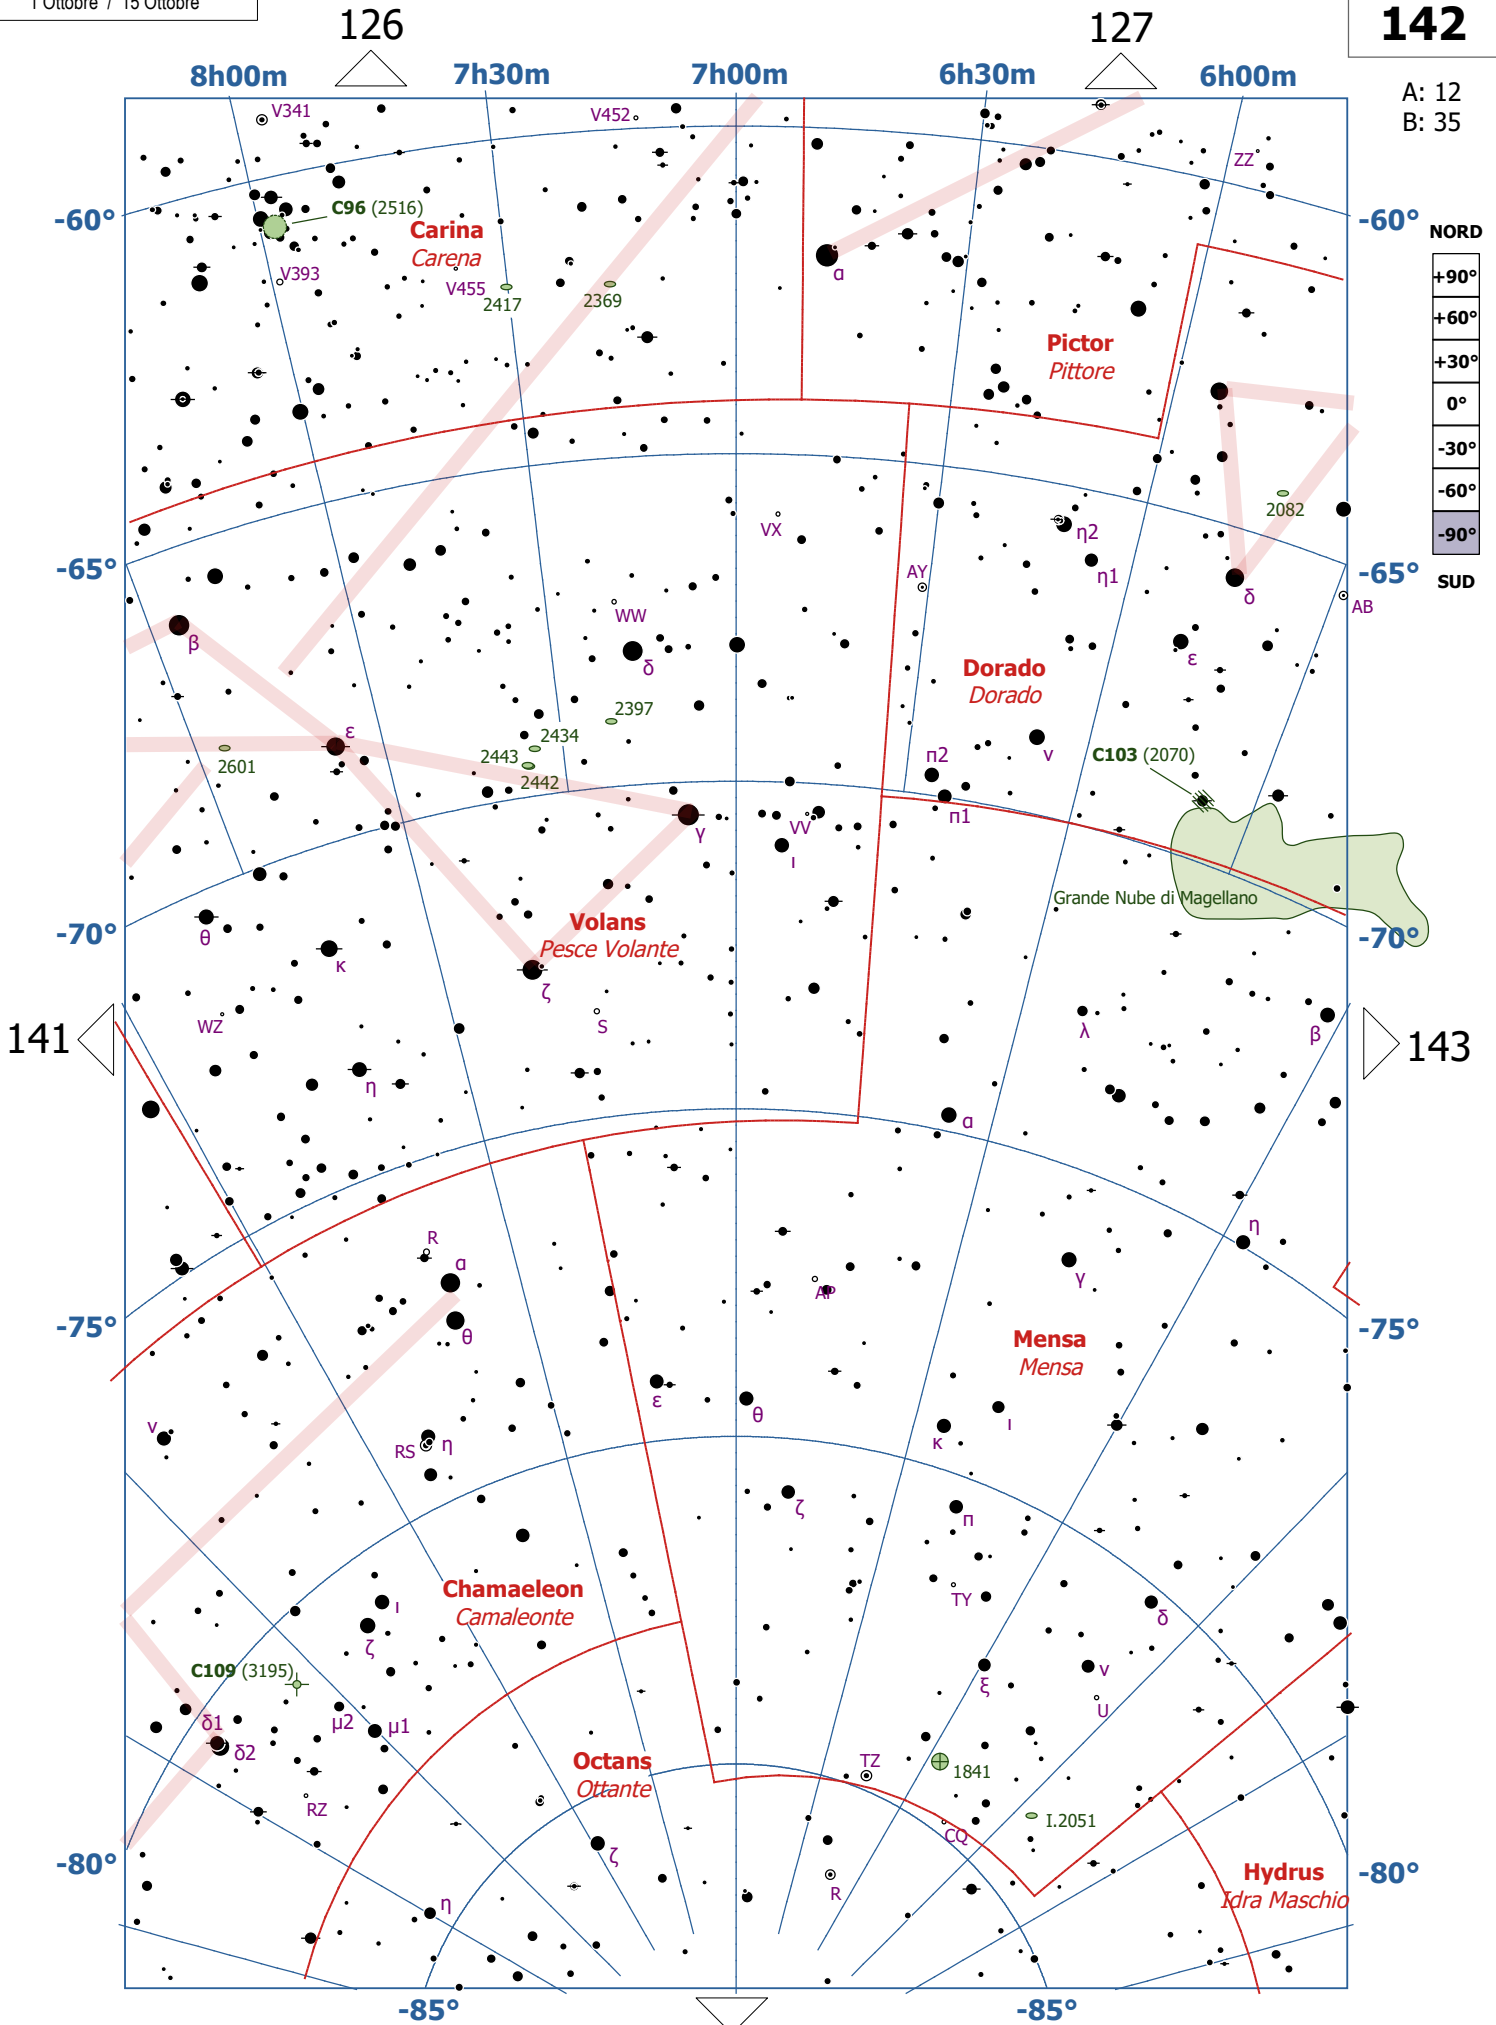 1 Ottobre / 15 Ottobre
126
127
142
8h00m
7h30m
7h00m
6h30m
6h00m
A: 12
B: 35
V341
V452
ZZ
C96 (2516)
Carina
Carena
-60°
-60°
NORD
V393
V455
2417
2369
α
+90°
+60°
Pictor
Pittore
+30°
0°
-30°
-60°
2082
-90°
VX
η2
η1
-65°
-65°
AY
δ
SUD
AB
WW
β
δ
ε
Dorado
Dorado
2397
ε
2434
2443
2442
2601
π2
ν
C103 (2070)
π1
γ
VV
ι
Grande Nube di Magellano
Volans
Pesce Volante
θ
-70°
-70°
κ
ζ
WZ
S
λ
β
141
143
η
α
R
α
η
γ
AP
θ
-75°
-75°
Mensa
Mensa
ε
θ
ν
ι
κ
RS
η
ζ
π
Chamaeleon
Camaleonte
TY
ι
δ
ζ
C109 (3195)
ξ
ν
U
δ1
δ2
μ2
μ1
Octans
Ottante
TZ
1841
RZ
I.2051
CQ
ζ
-80°
-80°
Hydrus
Idra Maschio
R
η
-85°
-85°